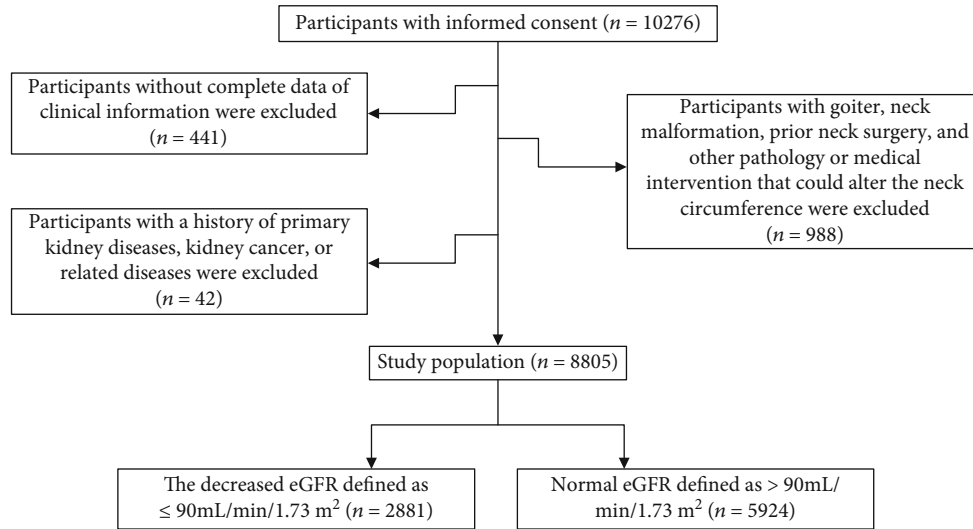 Participants with informed consent (n = 10276)
Participants without complete data of
clinical information were excluded
(n = 441)
Participants with goiter, neck
malformation, prior neck surgery, and
other pathology or medical
intervention that could alter the neck
circumference were excluded
(n = 988)
Participants with a history of primary
kidney diseases, kidney cancer, or
related diseases were excluded
(n = 42)
Study population (n = 8805)
The decreased eGFR defined as
≤ 90mL/min/1.73 m² (n = 2881)
Normal eGFR defined as > 90mL/
min/1.73 m² (n = 5924)